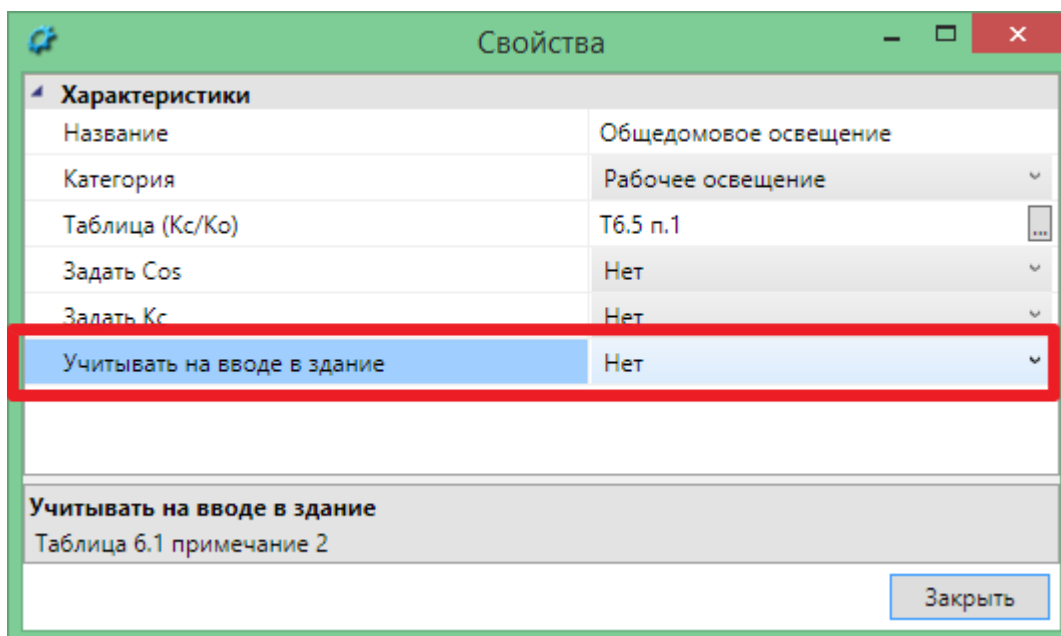 Свойства
Характеристики
Название Общедомовое освещение
Категория Рабочее освещение
Таблица (Кс/Ко) Т6.5 п.1 ...
Задать Cos Нет
Задать Кс Нет
Учитывать на вводе в здание Нет
Учитывать на вводе в здание
Таблица 6.1 примечание 2
Закрыть